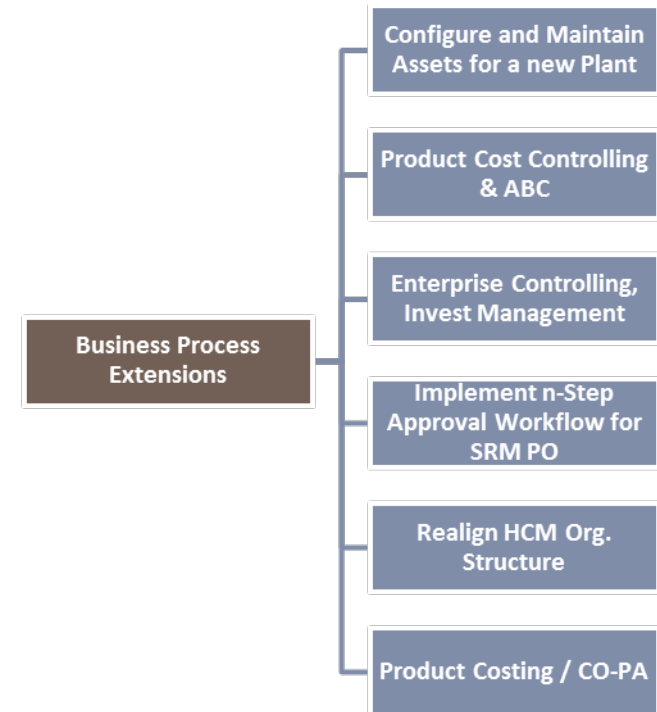 Configure and Maintain
Assets for a new Plant
Product Cost Controlling
& ABC
Enterprise Controlling,
Invest Management
Business Process
Extensions
Implement n-Step
Approval Workflow for
SRM PO
Realign HCM Org.
Structure
Product Costing / CO-PA